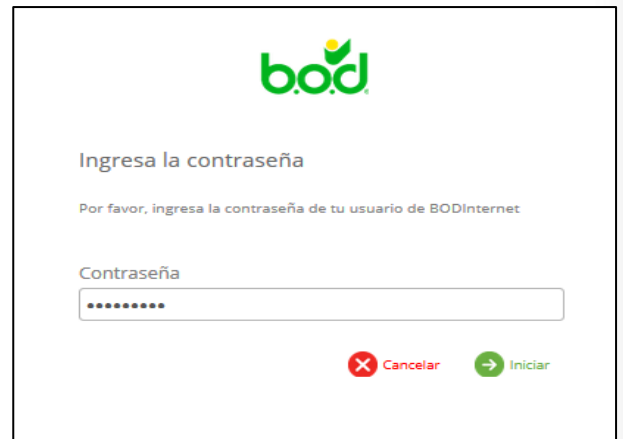 b.o.d.
Ingresa la contraseña
Por favor, ingresa la contraseña de tu usuario de BODInternet
Contraseña
•••••••••
Cancelar
Iniciar